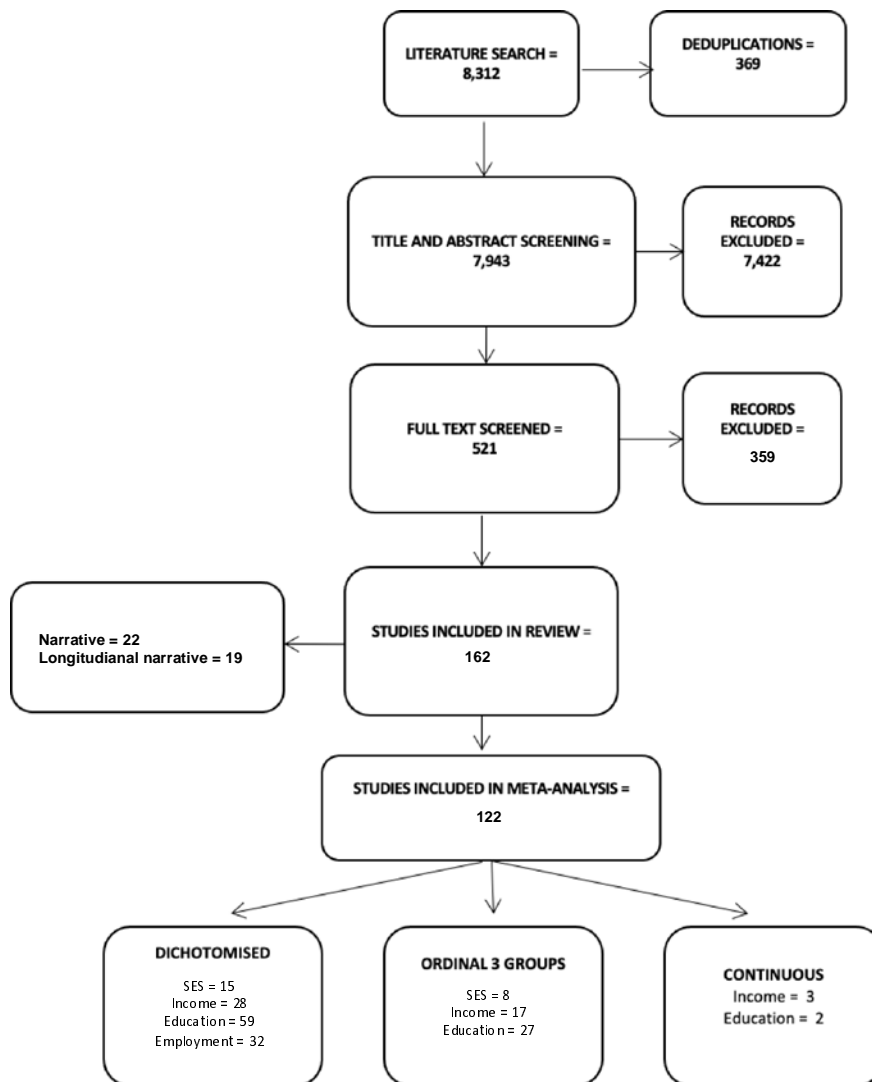 LITERATURE SEARCH =
8,312
DEDUPLICATIONS =
369
TITLE AND ABSTRACT SCREENING =
7,943
RECORDS
EXCLUDED =
7,422
FULL TEXT SCREENED =
521
RECORDS
EXCLUDED =
359
STUDIES INCLUDED IN REVIEW =
162
Narrative = 22
Longitudianal narrative = 19
STUDIES INCLUDED IN META-ANALYSIS =
122
DICHOTOMISED
SES = 15
Income = 28
Education = 59
Employment = 32
ORDINAL 3 GROUPS
SES = 8
Income = 17
Education = 27
CONTINUOUS
Income = 3
Education = 2